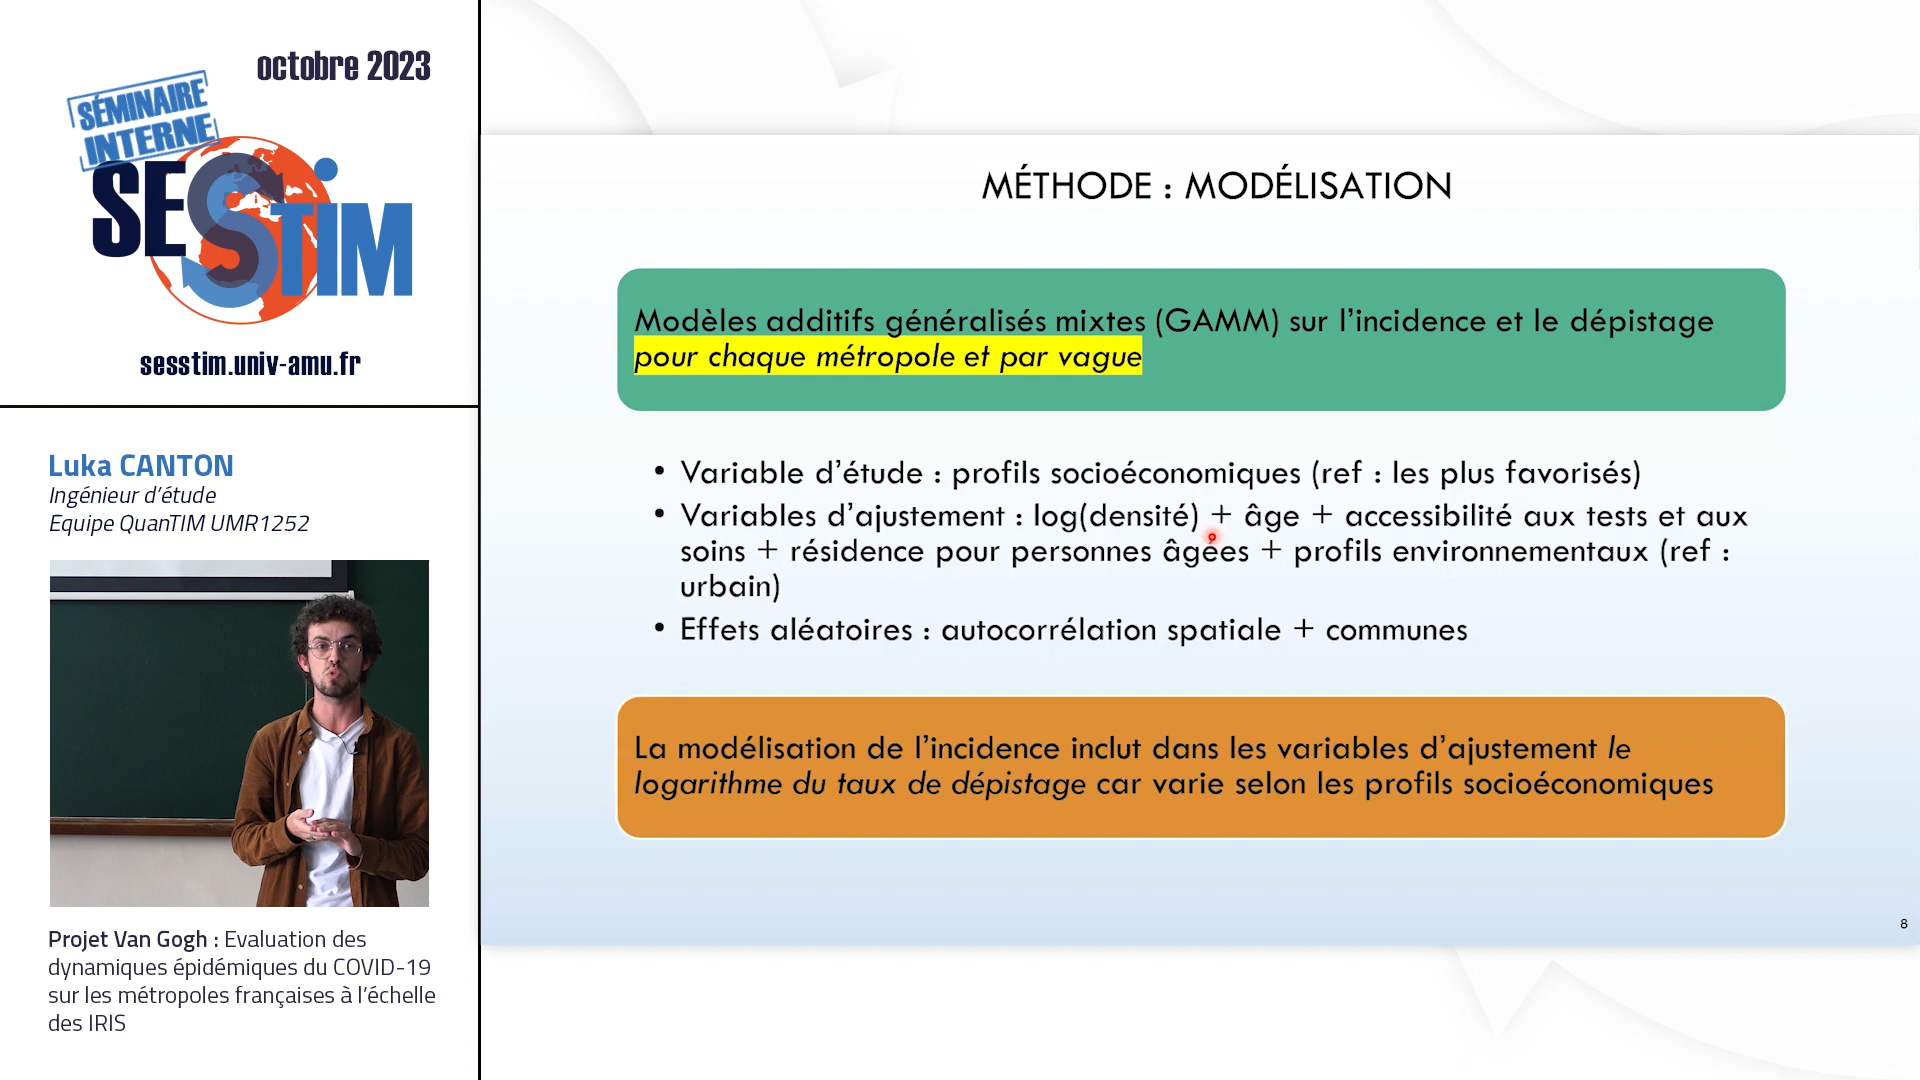 octobre 2023
SÉMINAIRE
INTERNE
SESSTIM
sesstim.univ-amu.fr
Luka CANTON
Ingénieur d’étude
Equipe QuanTIM UMR1252
Projet Van Gogh : Evaluation des
dynamiques épidémiques du COVID-19
sur les métropoles françaises à l’échelle
des IRIS
MÉTHODE : MODÉLISATION
Modèles additifs généralisés mixtes (GAMM) sur l’incidence et le dépistage
pour chaque métropole et par vague
• Variable d’étude : profils socioéconomiques (ref : les plus favorisés)
• Variables d’ajustement : log(densité) + âge + accessibilité aux tests et aux
soins + résidence pour personnes âgées + profils environnementaux (ref :
urbain)
• Effets aléatoires : autocorrélation spatiale + communes
La modélisation de l’incidence inclut dans les variables d’ajustement le
logarithme du taux de dépistage car varie selon les profils socioéconomiques
8